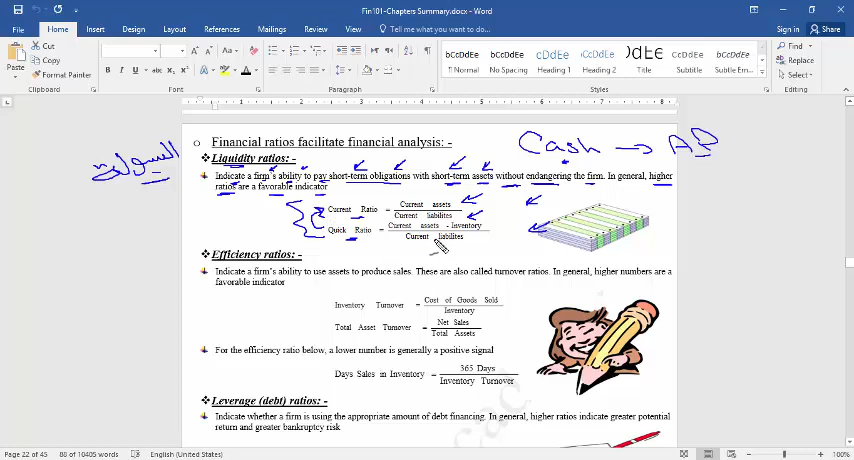 Fin101-Chapters Summary.docx - Word
File Home Insert Design Layout References Mailings Review View Help Tell me what you want to do Sign in Share
Paste
Cut
Copy
Format Painter
Clipboard
Font
Paragraph
Styles
Editing
AaBbCcDdEe AaBbCcDdEe AaBbCcDdEe AaBbCcDdEe AaBbCcDdEe AaBbCcDdEe AaBbCcDdEe
¶ Normal No Spacing Heading 1 Heading 2 Title Subtitle Subtle Em...
Find
Replace
Select
Cash → AP
السيولة
o Financial ratios facilitate financial analysis: -
❖Liquidity ratios: -
Indicate a firm's ability to pay short-term obligations with short-term assets without endangering the firm. In general, higher
ratios are a favorable indicator
Current Ratio = Current assets
Current liabilites
Quick Ratio = Current assets - Inventory
Current liabilites
❖Efficiency ratios: -
Indicate a firm's ability to use assets to produce sales. These are also called turnover ratios. In general, higher numbers are a
favorable indicator
Inventory Turnover = Cost of Goods Sold
Inventory
Total Asset Turnover = Net Sales
Total Assets
For the efficiency ratio below, a lower number is generally a positive signal
Days Sales in Inventory = 365 Days
Inventory Turnover
❖Leverage (debt) ratios: -
Indicate whether a firm is using the appropriate amount of debt financing. In general, higher ratios indicate greater potential
return and greater bankruptcy risk
Page 22 of 45 88 of 10405 words English (United States) 100%